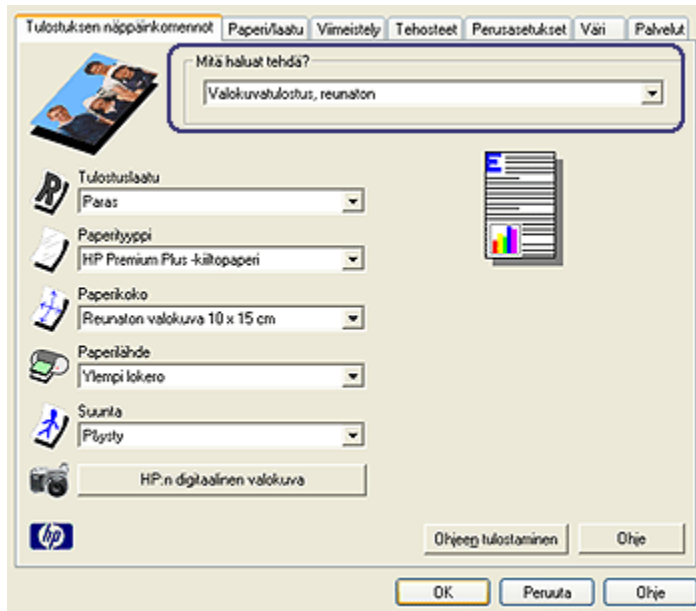 Tulostuksen näppäinkomennot Paperi/laatu Viimeistely Tehosteet Perusasetukset Väri Palvelut
Mitä haluat tehdä?
Valokuvatulostus, reunaton
Tulostuslaatu
Paras
Paperityyppi
HP Premium Plus -kiiltopaperi
Paperikoko
Reunaton valokuva 10 x 15 cm
Paperilähde
Ylempi lokero
Suunta
Pöysty
HP:n digitaalinen valokuva
hp
Ohjeen tulostaminen Ohje
OK Peruuta Ohje
E
R